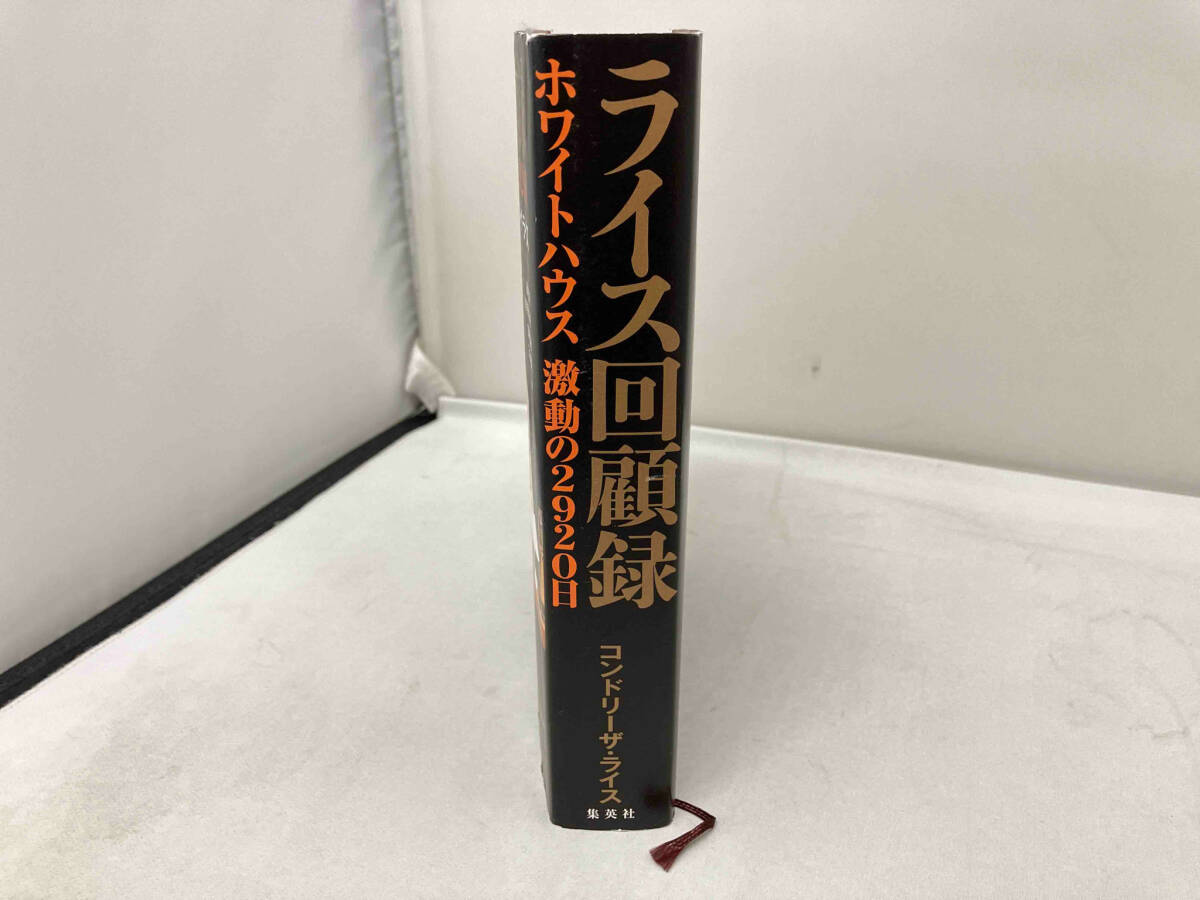 ライス回顧録
ホワイトハウス 激動の2920日
コンドリーザ・ライス
集英社